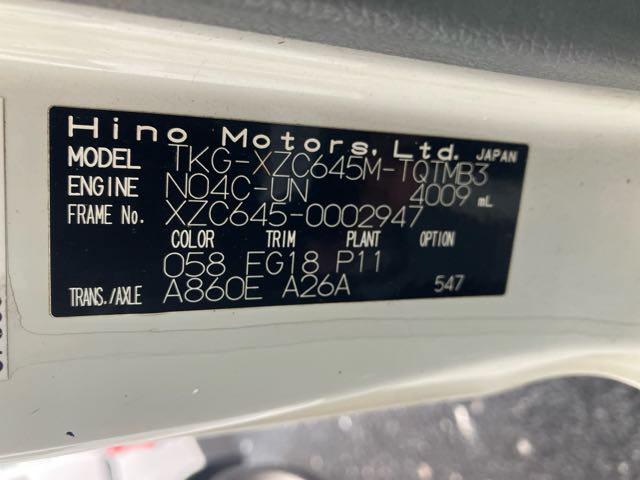 Hino Motors, Ltd. JAPAN
MODEL TKG-XZC645M-TQTMB3
ENGINE N04C-UN 4009 mL
FRAME No. XZC645-0002947
COLOR TRIM PLANT OPTION
058 FG18 P11
TRANS./AXLE A860E A26A 547